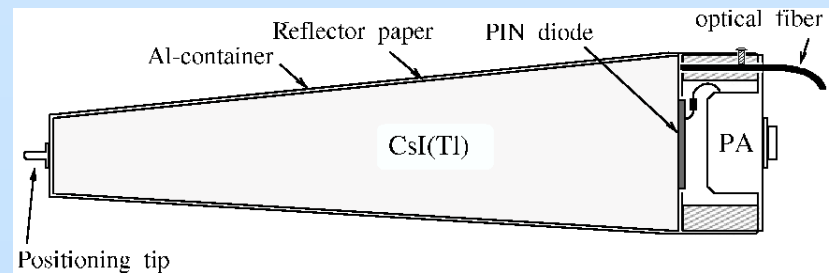 optical fiber
PIN diode
Reflector paper
Al-container
CsI(Tl)
PA
Positioning tip